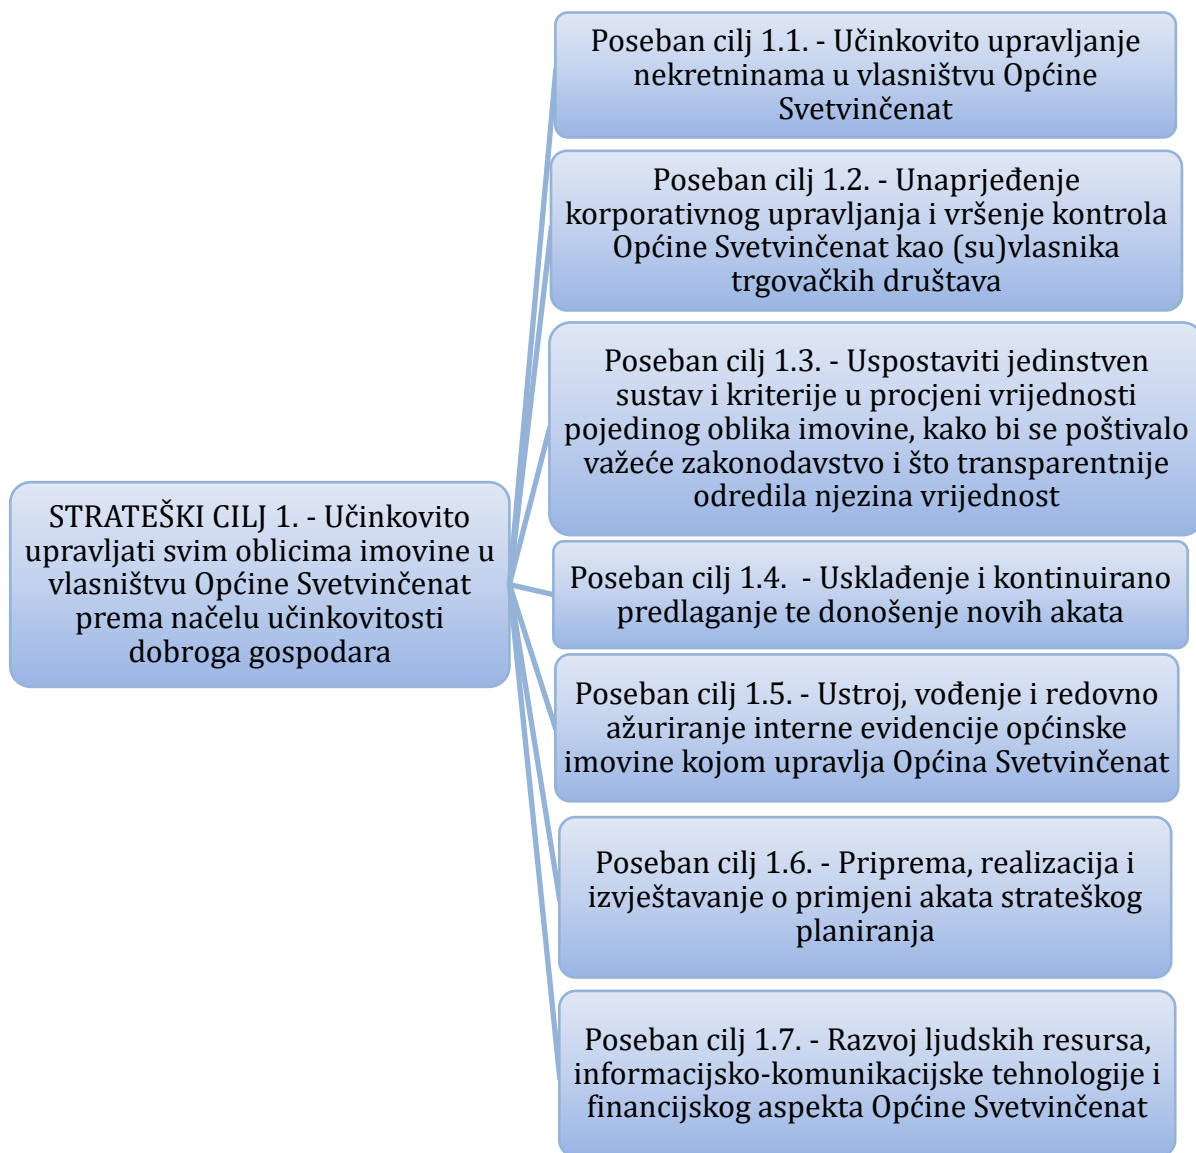 Poseban cilj 1.1. - Učinkovito upravljanje
nekretninama u vlasništvu Općine
Svetvinčenat
Poseban cilj 1.2. - Unaprjeđenje
korporativnog upravljanja i vršenje kontrola
Općine Svetvinčenat kao (su)vlasnika
trgovačkih društava
Poseban cilj 1.3. - Uspostaviti jedinstven
sustav i kriterije u procjeni vrijednosti
pojedinog oblika imovine, kako bi se poštivalo
važeće zakonodavstvo i što transparentnije
odredila njezina vrijednost
STRATEŠKI CILJ 1. - Učinkovito
upravljati svim oblicima imovine u
vlasništvu Općine Svetvinčenat
prema načelu učinkovitosti
dobroga gospodara
Poseban cilj 1.4.  - Usklađenje i kontinuirano
predlaganje te donošenje novih akata
Poseban cilj 1.5. - Ustroj, vođenje i redovno
ažuriranje interne evidencije općinske
imovine kojom upravlja Općina Svetvinčenat
Poseban cilj 1.6. - Priprema, realizacija i
izvještavanje o primjeni akata strateškog
planiranja
Poseban cilj 1.7. - Razvoj ljudskih resursa,
informacijsko-komunikacijske tehnologije i
financijskog aspekta Općine Svetvinčenat